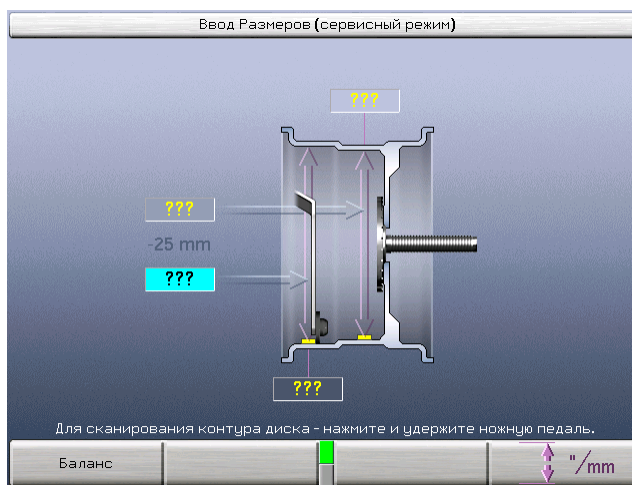 Ввод Размеров (сервисный режим)
???
???
-25 mm
???
???
Для сканирования контура диска - нажмите и удержите ножную педаль.
Баланс
"/mm